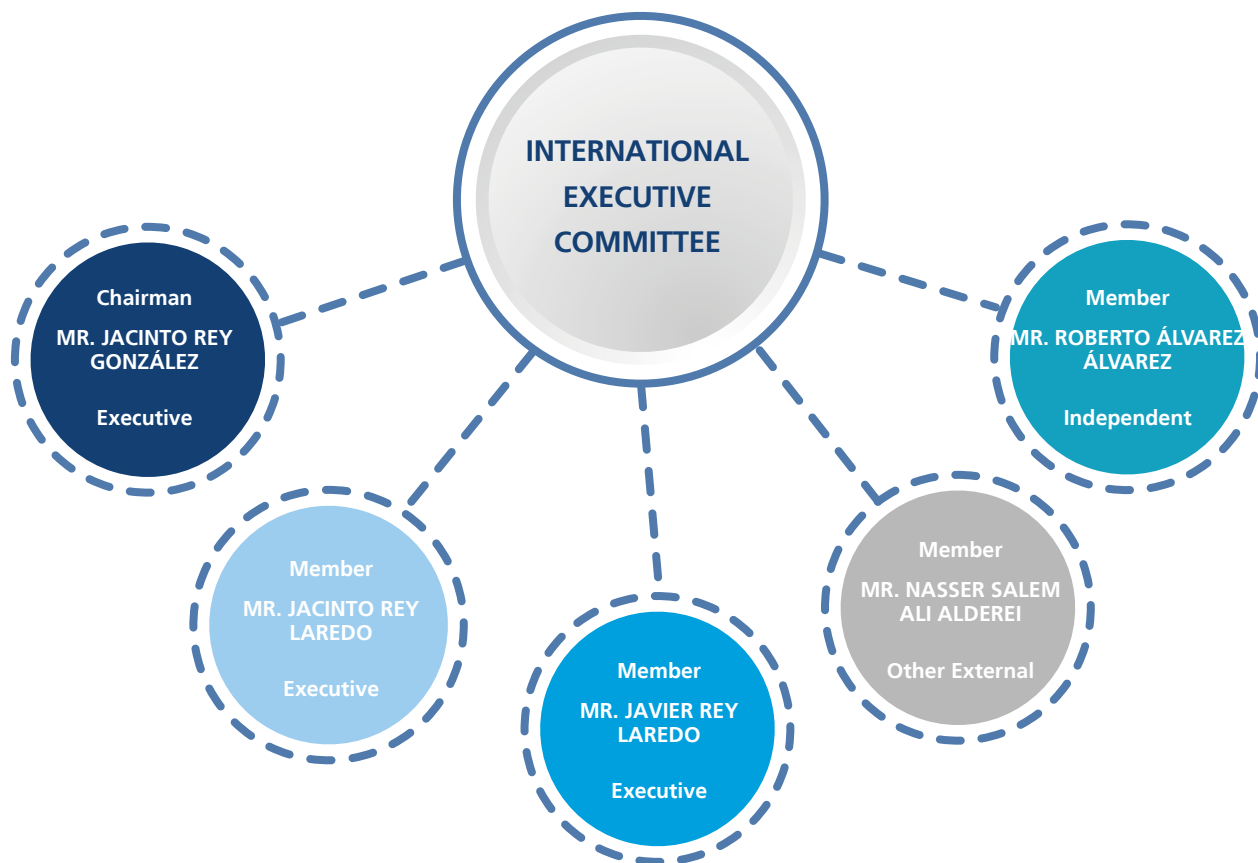 INTERNATIONAL
EXECUTIVE
COMMITTEE
Chairman
MR. JACINTO REY
GONZÁLEZ
Executive
Member
MR. JACINTO REY
LAREDO
Executive
Member
MR. JAVIER REY
LAREDO
Executive
Member
MR. NASSER SALEM
ALI ALDEREI
Other External
Member
MR. ROBERTO ÁLVAREZ
ÁLVAREZ
Independent